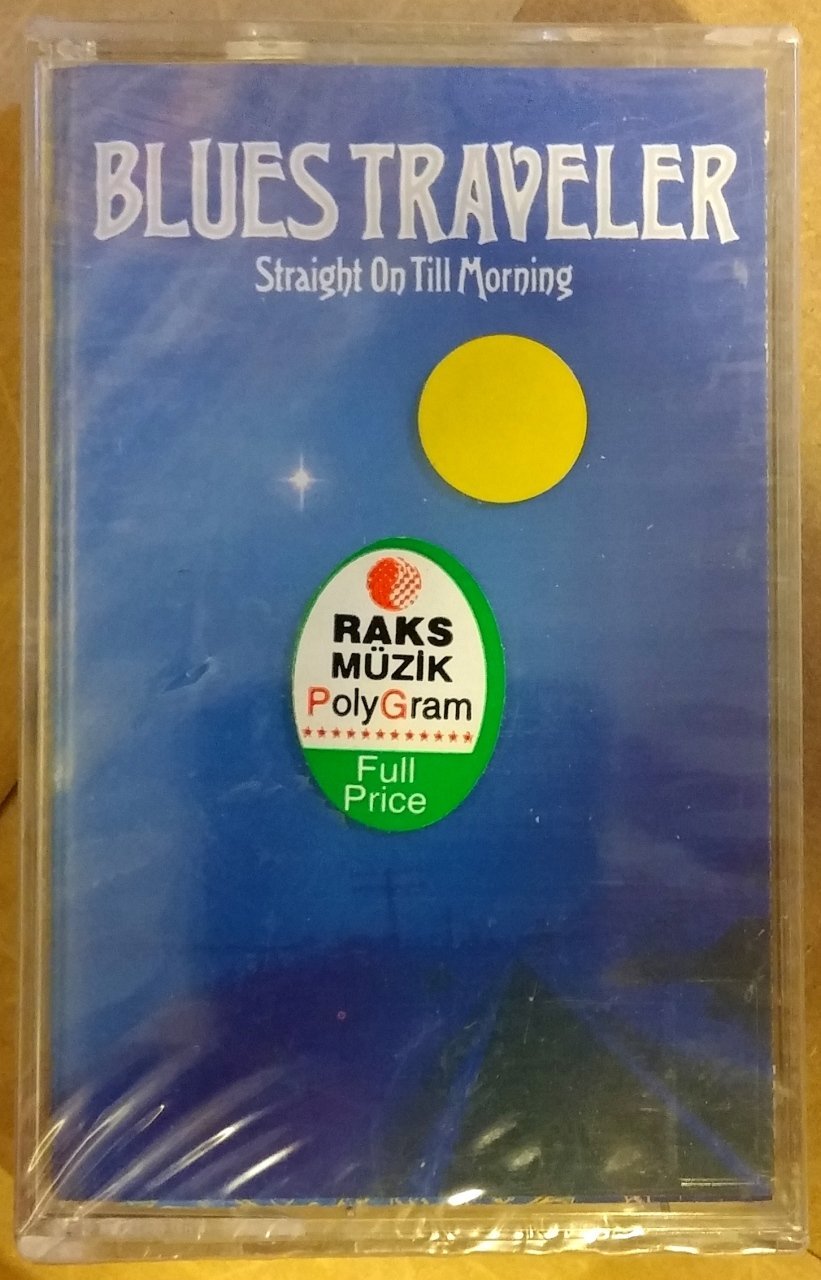 BLUES TRAVELER
Straight On Till Morning
RAKS
MÜZİK
PolyGram
Full
Price